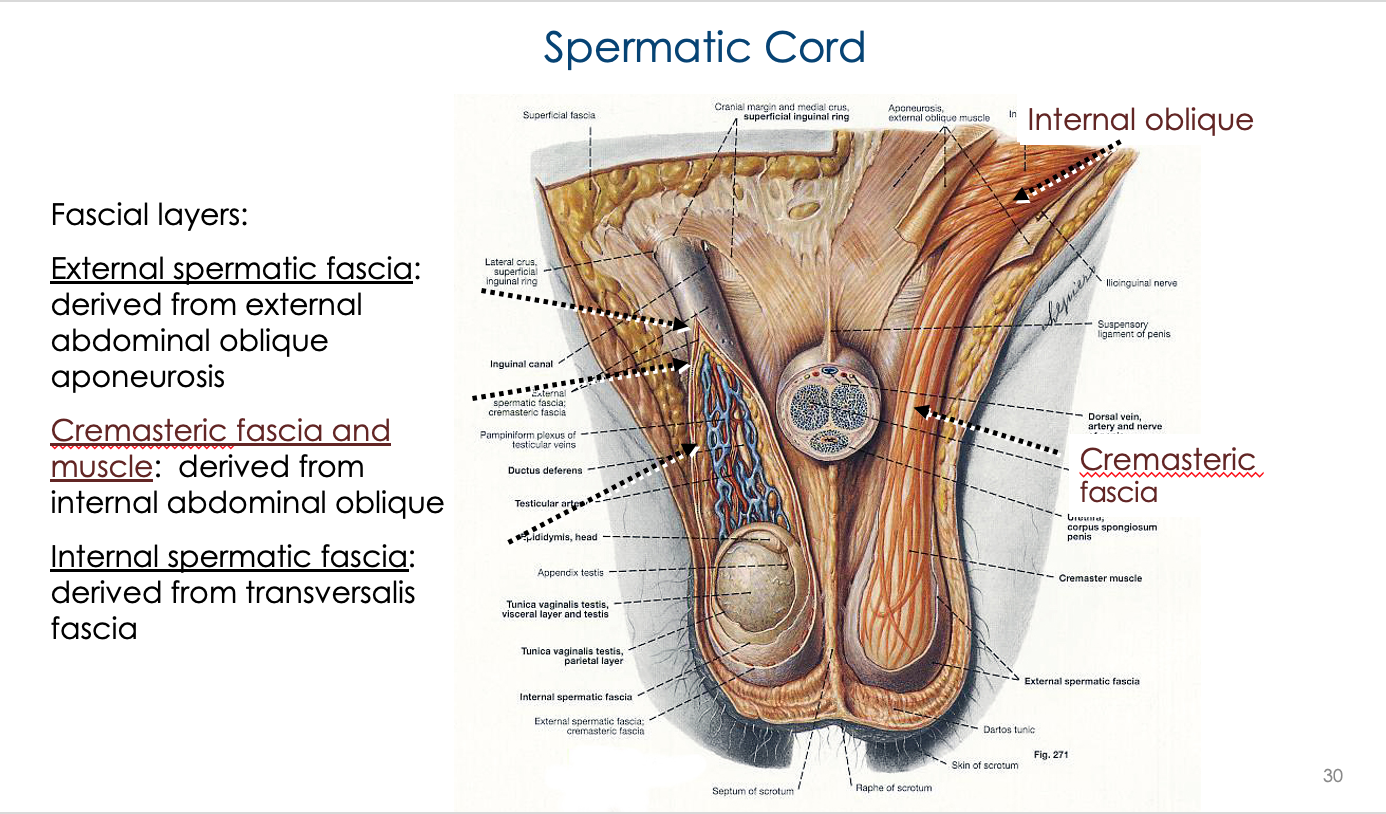 Spermatic Cord
Fascial layers:
External spermatic fascia:
derived from external
abdominal oblique
aponeurosis
Cremasteric fascia and
muscle:  derived from
internal abdominal oblique
Internal spermatic fascia:
derived from transversalis
fascia
Superficial fascia
Cranial margin and medial crus,
superficial inguinal ring
Aponeurosis,
external oblique muscle
Internal oblique
Lateral crus,
superficial
inguinal ring
Inguinal canal
External
spermatic fascia;
cremasteric fascia
Pampiniform plexus of
testicular veins
Ductus deferens
Testicular artery
Epididymis, head
Appendix testis
Tunica vaginalis testis,
visceral layer and testis
Tunica vaginalis testis,
parietal layer
Internal spermatic fascia
External spermatic fascia;
cremasteric fascia
Septum of scrotum
Raphe of scrotum
Ilioinguinal nerve
Suspensory
ligament of penis
Dorsal vein,
artery and nerve
Cremasteric
fascia
Urethra,
corpus spongiosum
penis
Cremaster muscle
External spermatic fascia
Dartos tunic
Fig. 271
Skin of scrotum
30